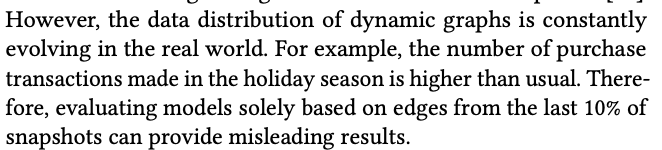 However, the data distribution of dynamic graphs is constantly
evolving in the real world. For example, the number of purchase
transactions made in the holiday season is higher than usual. There-
fore, evaluating models solely based on edges from the last 10% of
snapshots can provide misleading results.